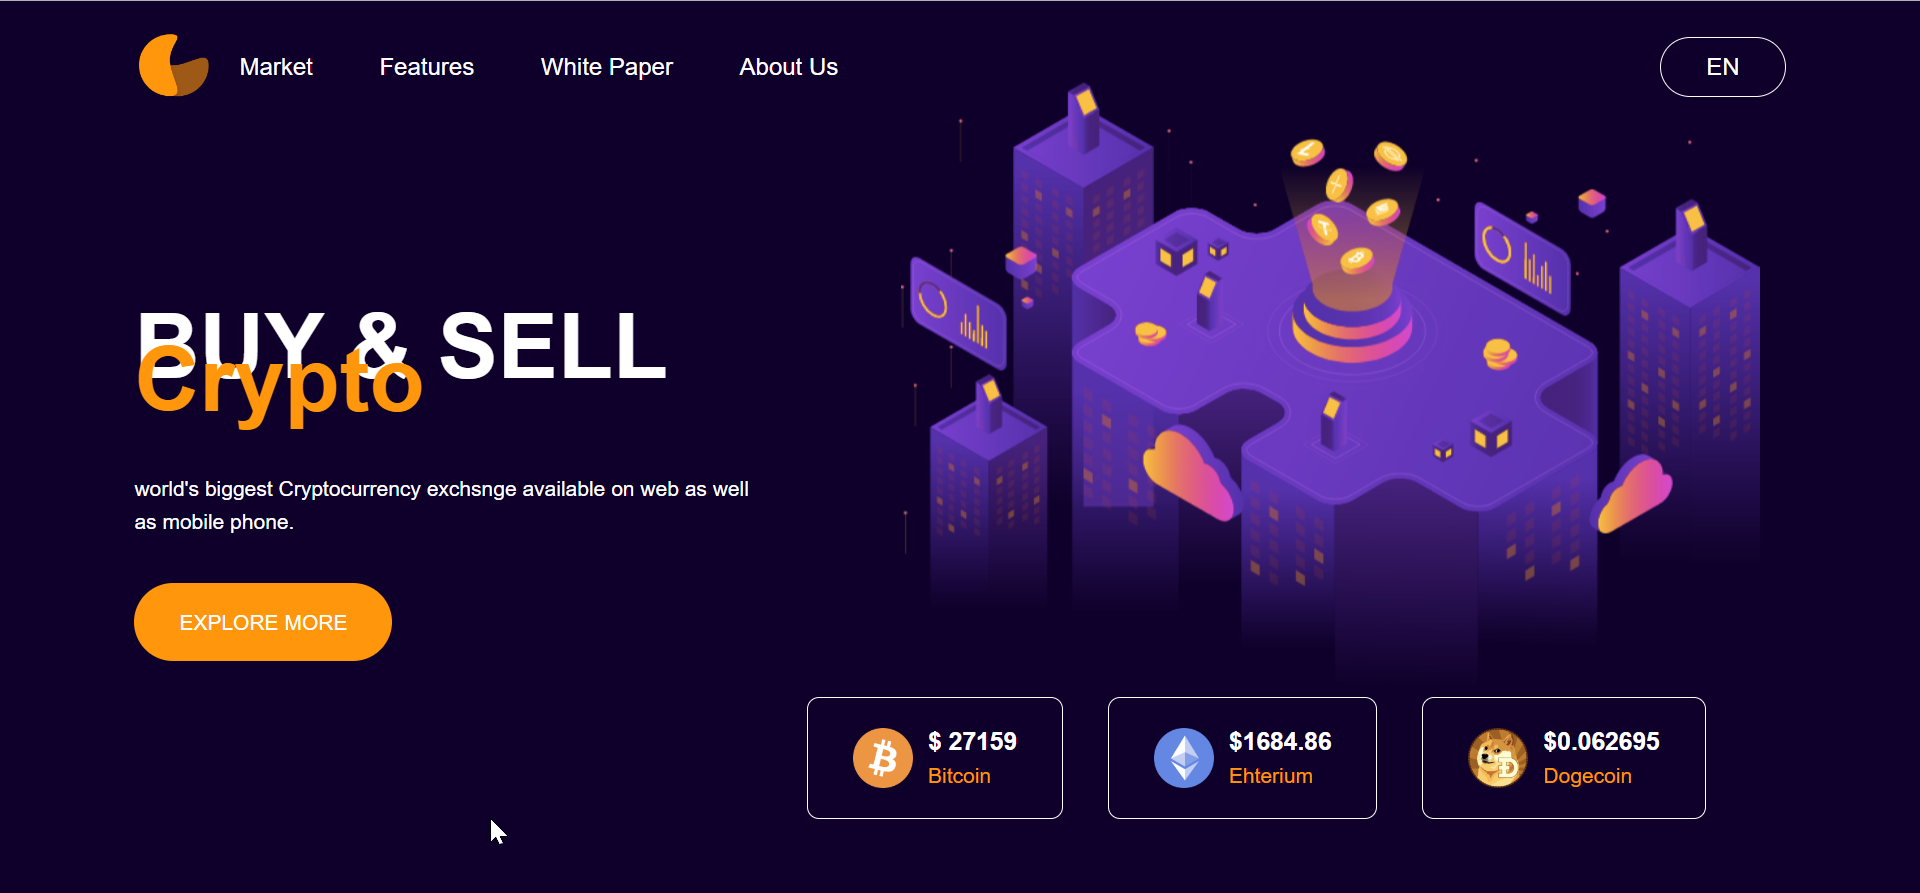 Market
Features
White Paper
About Us
EN
BUY & SELL
Crypto
world's biggest Cryptocurrency exchsnge available on web as well
as mobile phone.
EXPLORE MORE
$ 27159
Bitcoin
$1684.86
Ehterium
$0.062695
Dogecoin